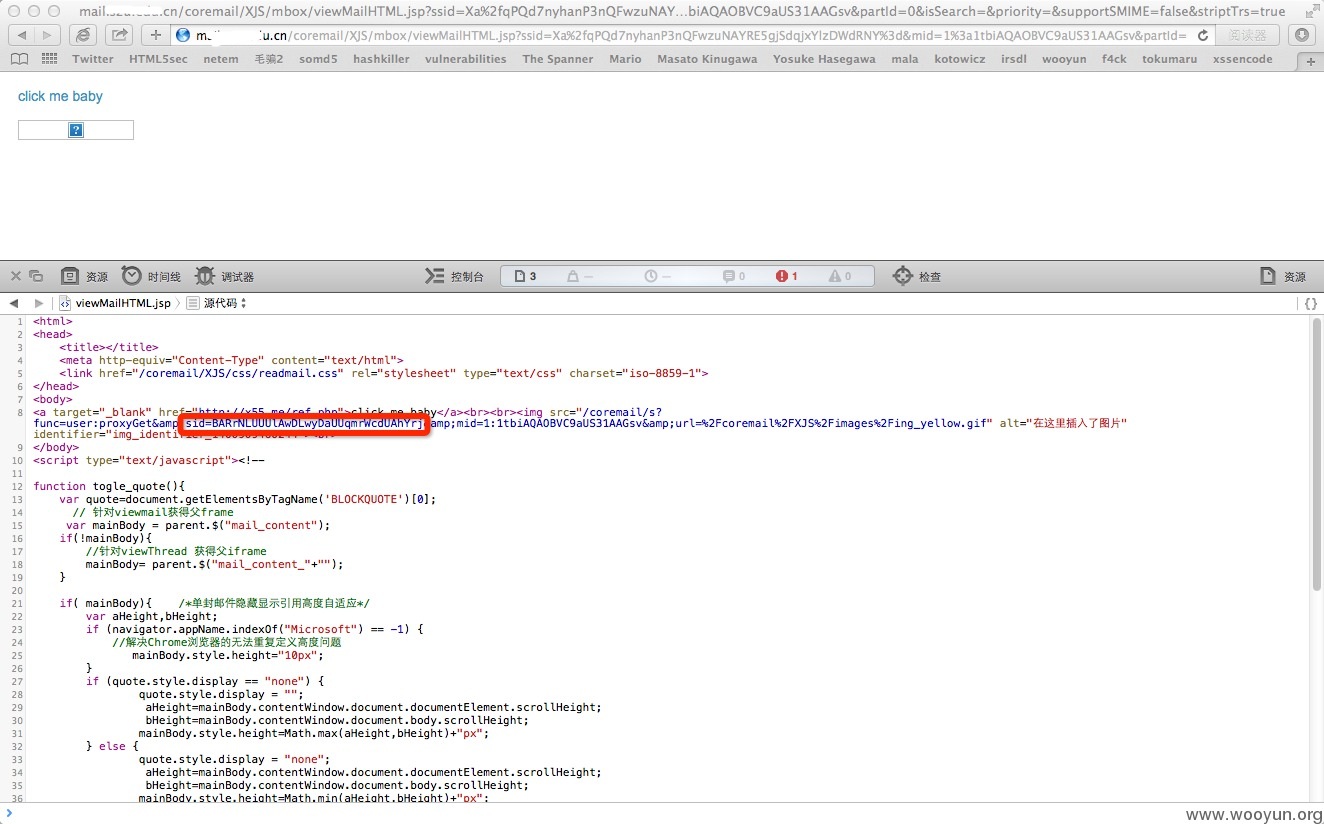 cn/coremail/XJS/mbox/viewMailHTML.jsp?ssid=Xa%2fqPQd7nyhanP3nQFwzuNAY...biAQAOBVC9aUS31AAGsv&partId=0&isSearch=&priority=&supportSMIME=false&striptTrs=true
u.cn/coremail/XJS/mbox/viewMailHTML.jsp?ssid=Xa%2fqPQd7nyhanP3nQFwzuNAYRE5gjSdqjxYlzDWdRNY%3d&mid=1%3a1tbiAQAOBVC9aUS31AAGsv&partId= 阅读器
Twitter HTML5sec netem 毛骗2 somd5 hashkiller vulnerabilities The Spanner Mario Masato Kinugawa Yosuke Hasegawa mala kotowicz irsdl wooyun f4ck tokumaru xssencode
click me baby
资源 时间线 调试器 控制台 3 — — 0 1 0 检查 资源
viewMailHTML.jsp 源代码 {}
1 <html>
2 <head>
3 <title></title>
4 <meta http-equiv="Content-Type" content="text/html">
5 <link href="/coremail/XJS/css/readmail.css" rel="stylesheet" type="text/css" charset="iso-8859-1">
6 </head>
7 <body>
8 <a target="_blank" href="http://x55.me/ref.php">click me baby</a><br><br><img src="/coremail/s?
func=user:proxyGet&amp;sid=BARrNLUUUlAwDLwyDaUUqmrWcdUAhYrj&amp;mid=1:1tbiAQAOBVC9aUS31AAGsv&amp;url=%2Fcoremail%2FXJS%2Fimages%2Fing_yellow.gif" alt="在这里插入了图片"
9 </body>
10 <script type="text/javascript"><!--
11
12 function togle_quote(){
13 var quote=document.getElementsByTagName('BLOCKQUOTE')[0];
14 // 针对viewmail获得父frame
15 var mainBody = parent.$("mail_content");
16 if(!mainBody){
17 //针对viewThread 获得父iframe
18 mainBody= parent.$("mail_content_"+"");
19 }
20
21 if( mainBody){ /*单封邮件隐藏显示引用高度自适应*/
22 var aHeight,bHeight;
23 if (navigator.appName.indexOf("Microsoft") == -1) {
24 //解决Chrome浏览器的无法重复定义高度问题
25 mainBody.style.height="10px";
26 }
27 if (quote.style.display == "none") {
28 quote.style.display = "";
29 aHeight=mainBody.contentWindow.document.documentElement.scrollHeight;
30 bHeight=mainBody.contentWindow.document.body.scrollHeight;
31 mainBody.style.height=Math.max(aHeight,bHeight)+"px";
32 } else {
33 quote.style.display = "none";
34 aHeight=mainBody.contentWindow.document.documentElement.scrollHeight;
35 bHeight=mainBody.contentWindow.document.body.scrollHeight;
36 mainBody.style.height=Math.min(aHeight,bHeight)+"px";
www.wooyun.org